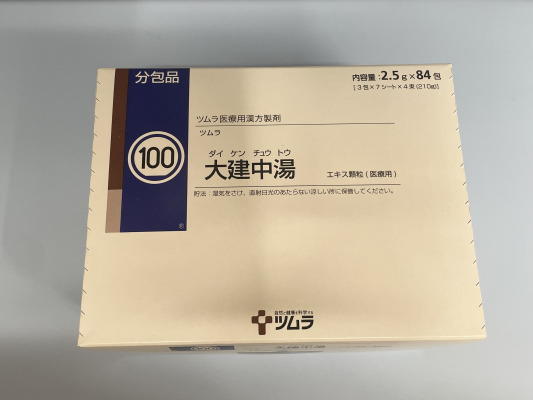 分包品
内容量:2.5g×84包
[3包×7シート×4束(210g)]
ツムラ医療用漢方製剤
ツムラ
100
ダイ ケン チュウ トウ
大建中湯
エキス顆粒(医療用)
貯法:湿気をさけ、直射日光のあたらない涼しい所に保管してください。
®
自然と健康を科学する
ツムラ